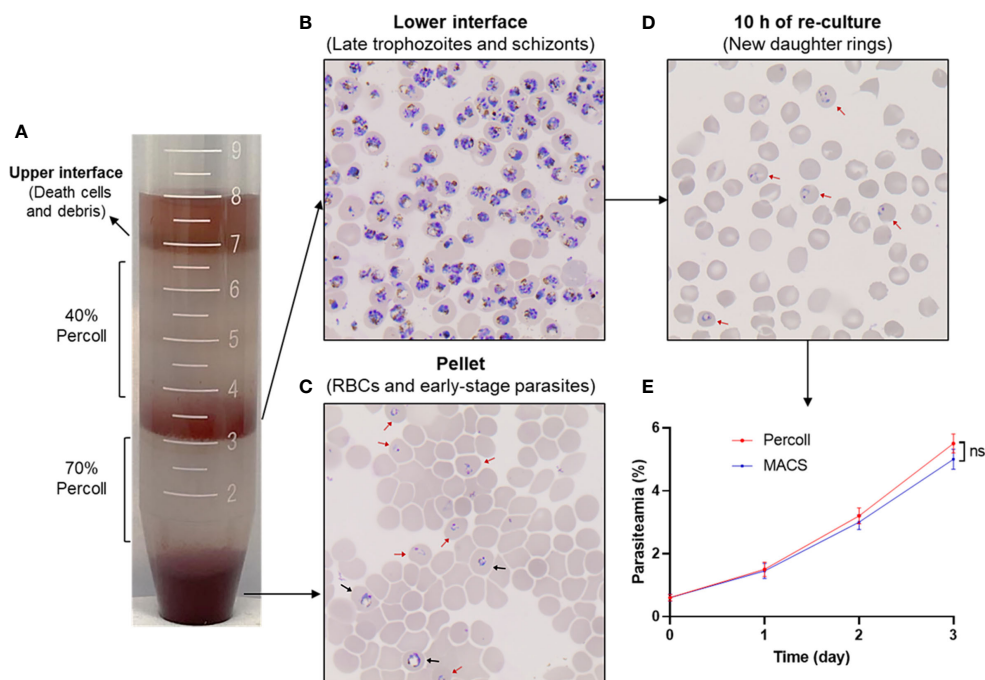 A
Upper interface
(Death cells
and debris)
40%
Percoll
70%
Percoll
9
8
7
6
5
4
3
2
B
Lower interface
(Late trophozoites and schizonts)
Pellet
C
(RBCs and early-stage parasites)
D
10 h of re-culture
(New daughter rings)
E
Percoll
MACS
ns
Parasiteamia (%)
6
4
2
0
0
1
2
3
Time (day)